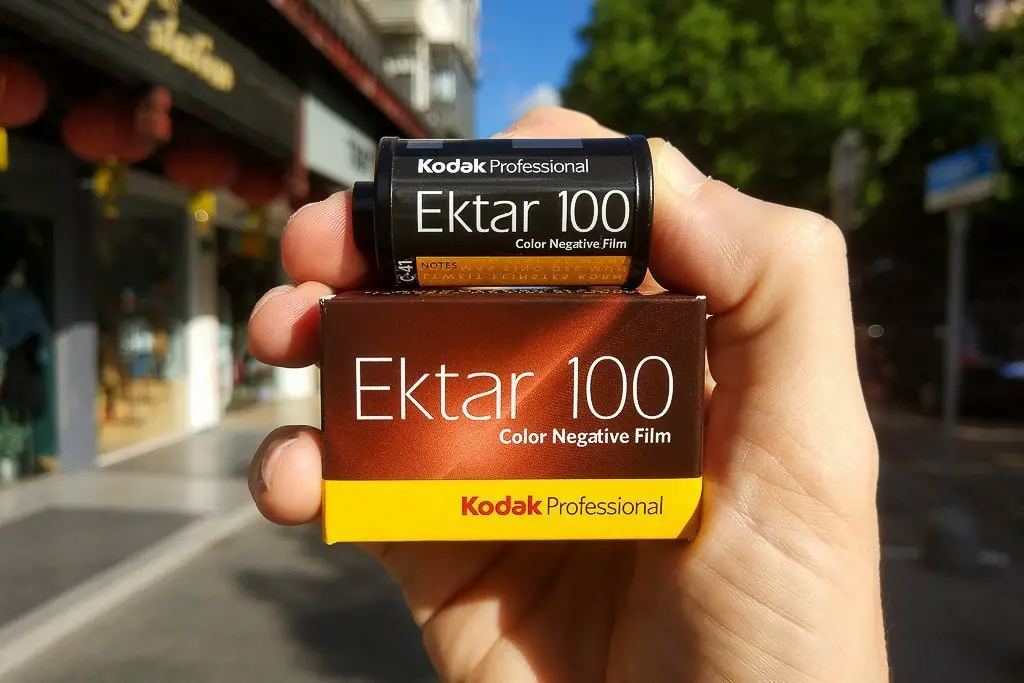 Kodak Professional
Ektar 100
Color Negative Film
C-41
NOTES
Ektar 100
Color Negative Film
Kodak Professional